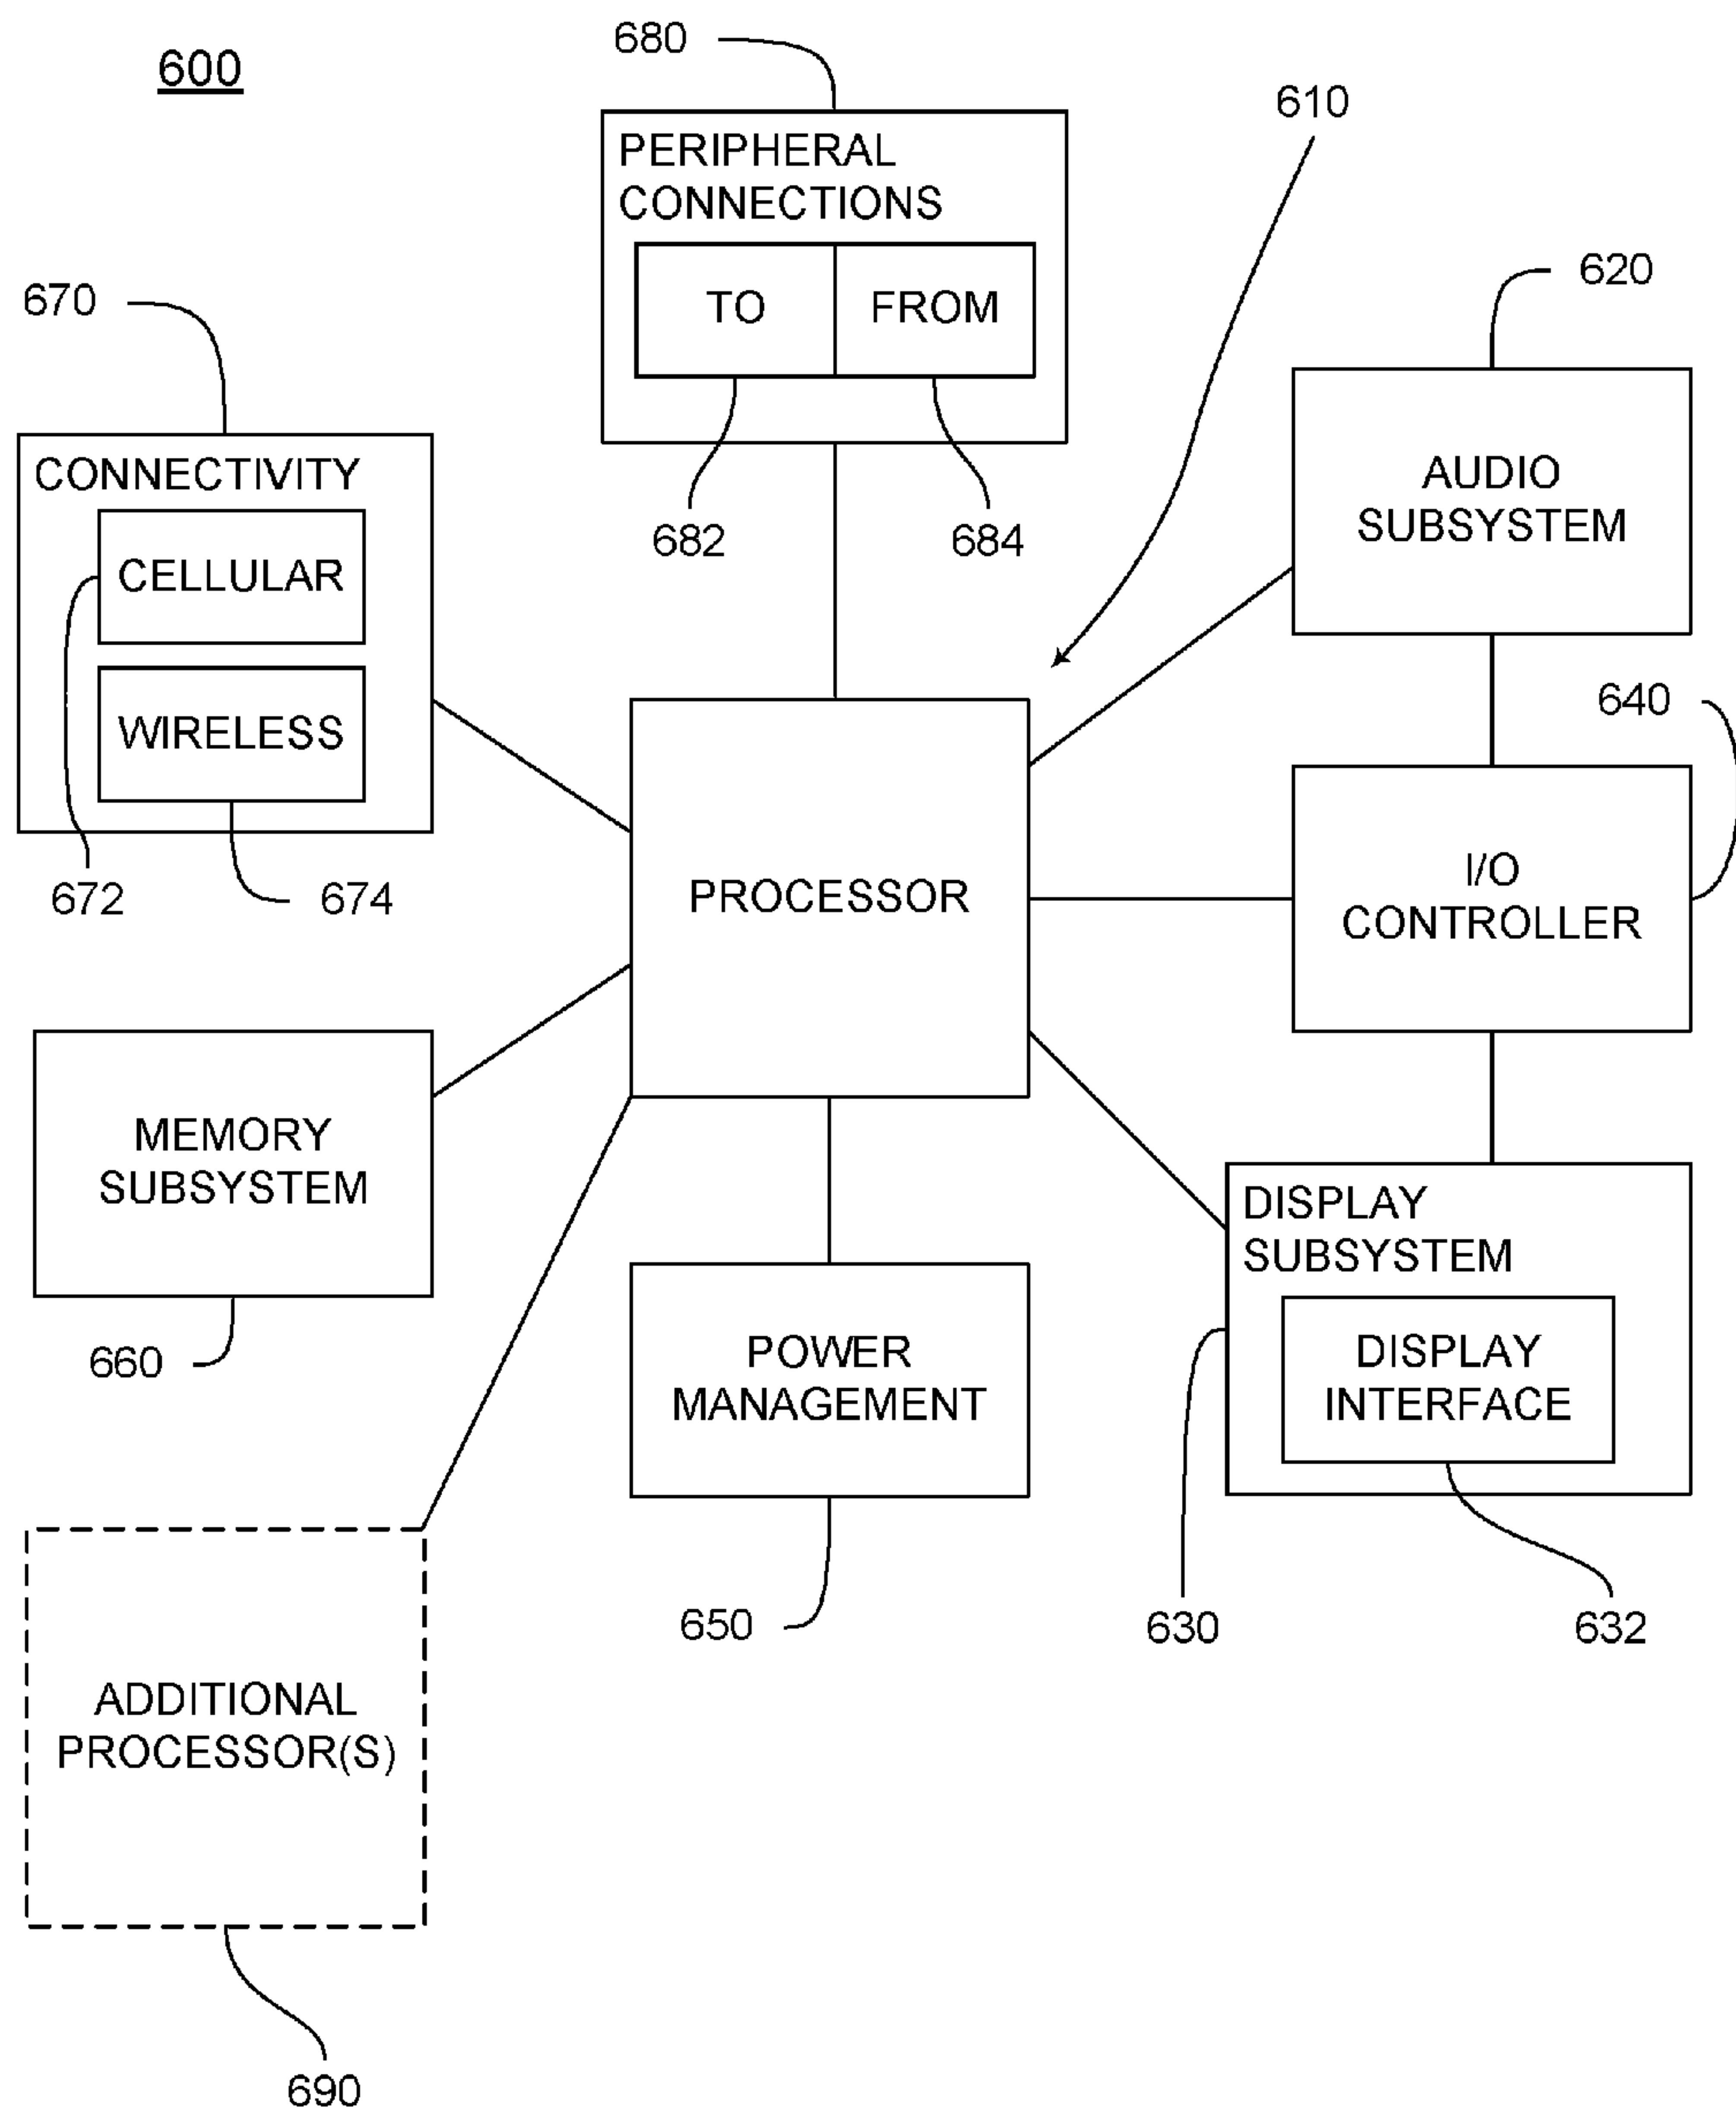 600
680
610
PERIPHERAL
CONNECTIONS
TO
FROM
682
684
620
AUDIO
SUBSYSTEM
670
CONNECTIVITY
CELLULAR
WIRELESS
672
674
PROCESSOR
640
I/O
CONTROLLER
MEMORY
SUBSYSTEM
660
POWER
MANAGEMENT
650
DISPLAY
SUBSYSTEM
DISPLAY
INTERFACE
630
632
ADDITIONAL
PROCESSOR(S)
690